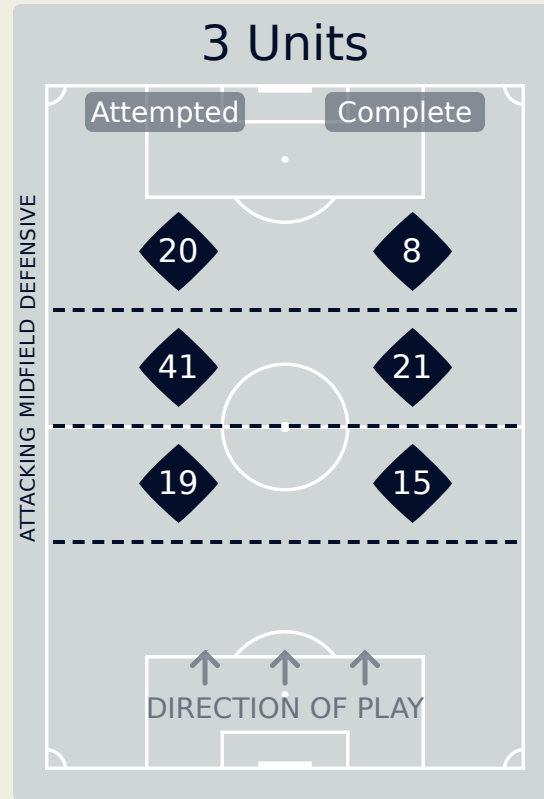 3 Units
Attempted Complete
20 8
41 21
19 15
ATTACKING MIDFIELD DEFENSIVE
DIRECTION OF PLAY